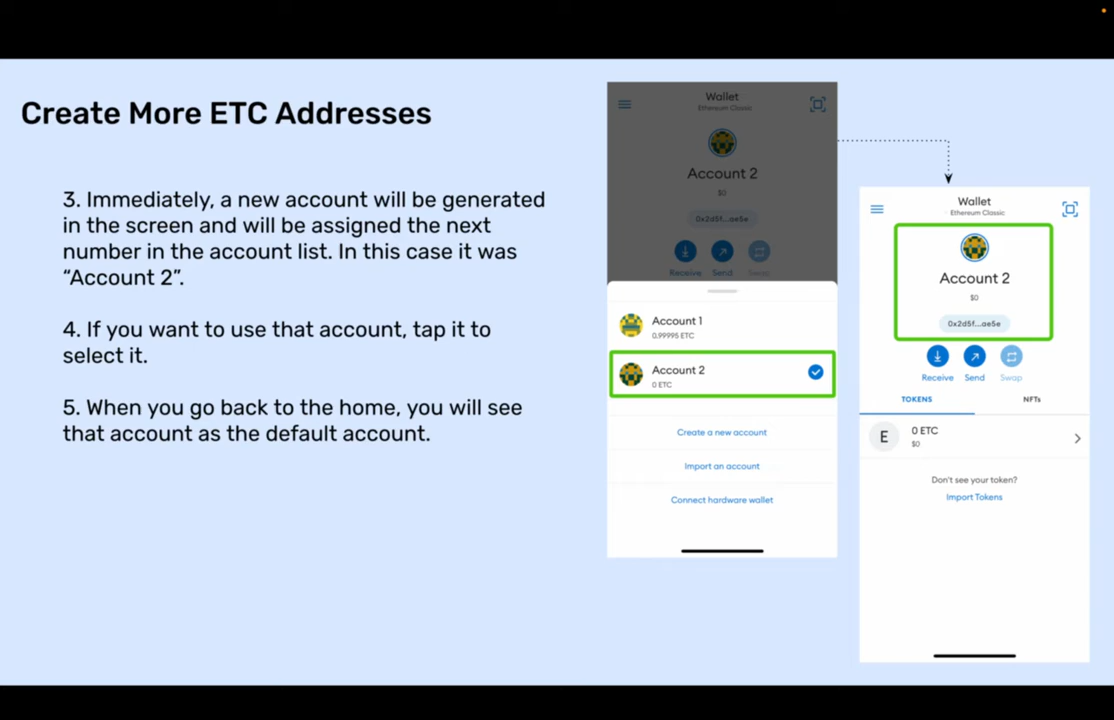 Create More ETC Addresses
3. Immediately, a new account will be generated
in the screen and will be assigned the next
number in the account list. In this case it was
“Account 2”.
4. If you want to use that account, tap it to
select it.
5. When you go back to the home, you will see
that account as the default account.
Wallet
Ethereum Classic
Account 2
$0
0x2d5f...ae5e
Receive Send Swap
Account 1
0.99995 ETC
Account 2
0 ETC
Create a new account
Import an account
Connect hardware wallet
Wallet
Ethereum Classic
Account 2
$0
0x2d5f...ae5e
Receive Send Swap
TOKENS NFTs
E 0 ETC
$0
Don't see your token?
Import Tokens